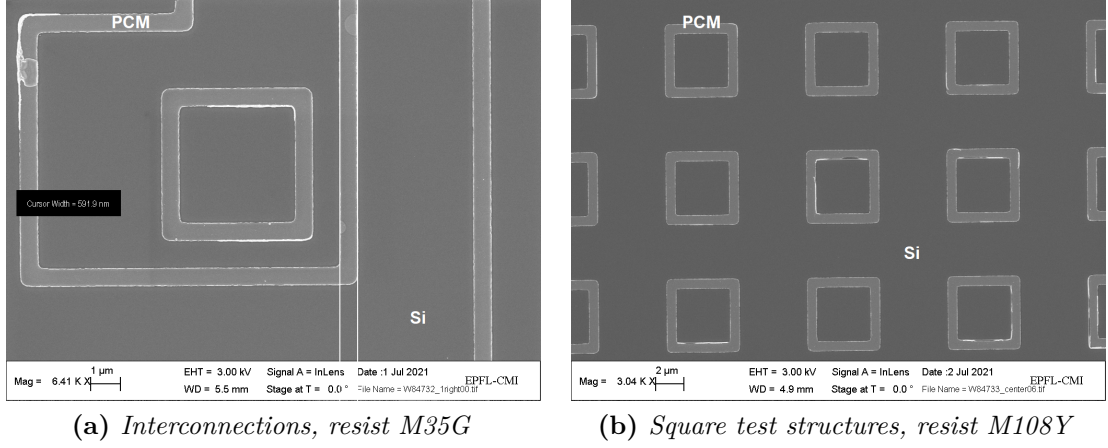 PCM
Cursor Width = 591.9 nm
Si
Mag = 6.41 K X
1 µm
EHT = 3.00 kV
Signal A = InLens
Date :1 Jul 2021
WD = 5.5 mm
Stage at T = 0.0 °
File Name = W84732_1right00.tif
EPFL-CMI
(a) Interconnections, resist M35G
PCM
Si
Mag = 3.04 K X
2 µm
EHT = 3.00 kV
Signal A = InLens
Date :2 Jul 2021
WD = 4.9 mm
Stage at T = 0.0 °
File Name = W84733_center06.tif
EPFL-CMI
(b) Square test structures, resist M108Y